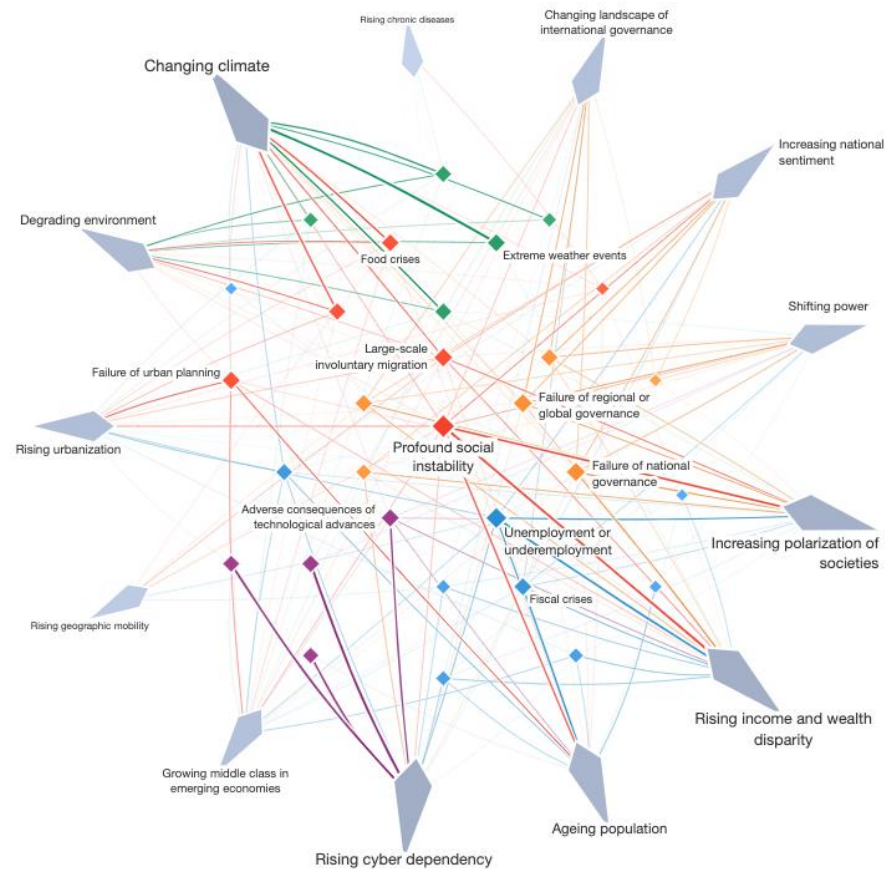 Rising chronic diseases
Changing landscape of
international governance
Changing climate
Increasing national
sentiment
Degrading environment
Food crises
Extreme weather events
Shifting power
Large-scale
involuntary migration
Failure of urban planning
Failure of regional or
global governance
Rising urbanization
Profound social
instability
Failure of national
governance
Adverse consequences of
technological advances
Unemployment or
underemployment
Increasing polarization of
societies
Fiscal crises
Rising geographic mobility
Rising income and wealth
disparity
Growing middle class in
emerging economies
Ageing population
Rising cyber dependency